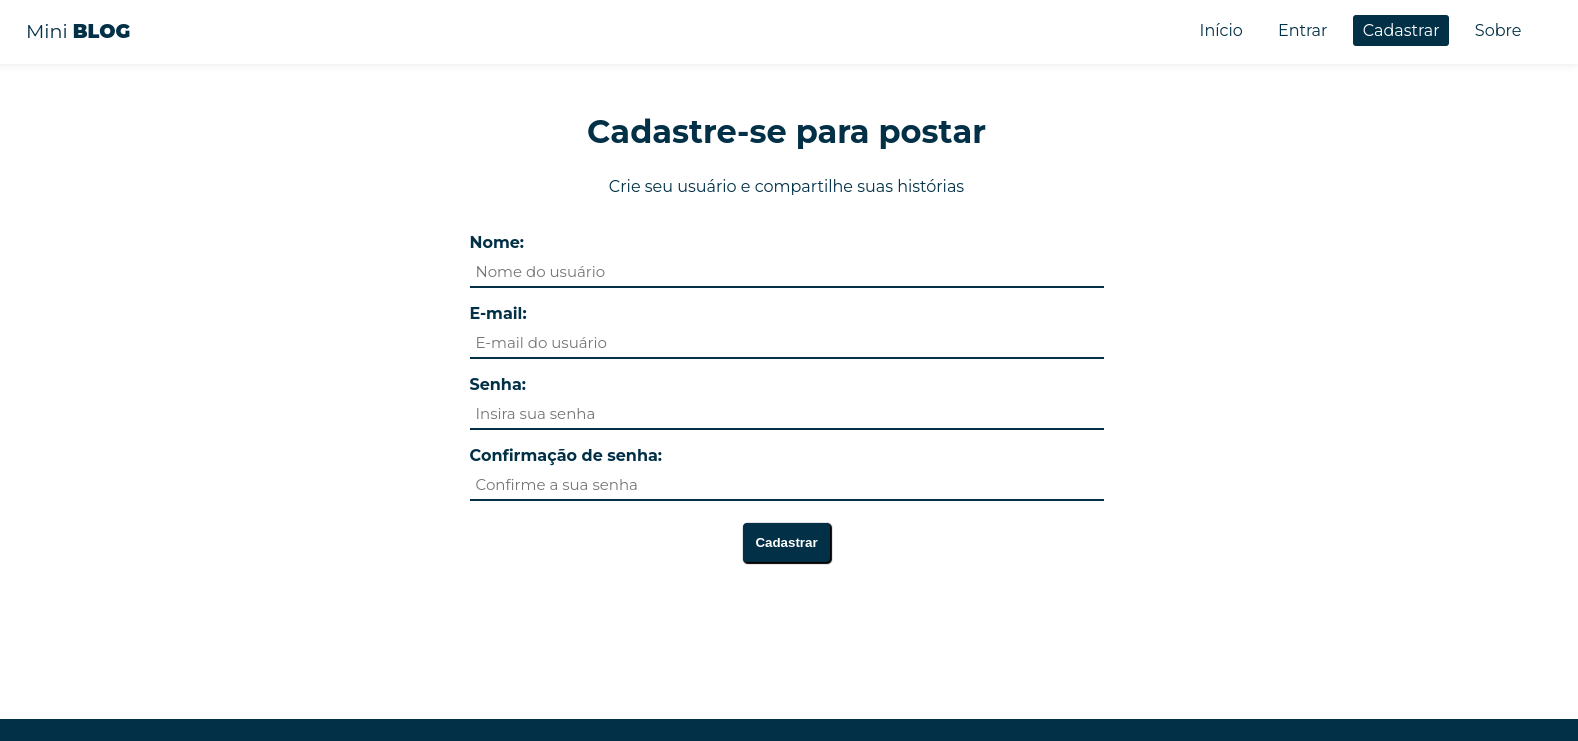 Mini BLOG
Início
Entrar
Cadastrar
Sobre
Cadastre-se para postar
Crie seu usuário e compartilhe suas histórias
Nome:
Nome do usuário
E-mail:
E-mail do usuário
Senha:
Insira sua senha
Confirmação de senha:
Confirme a sua senha
Cadastrar